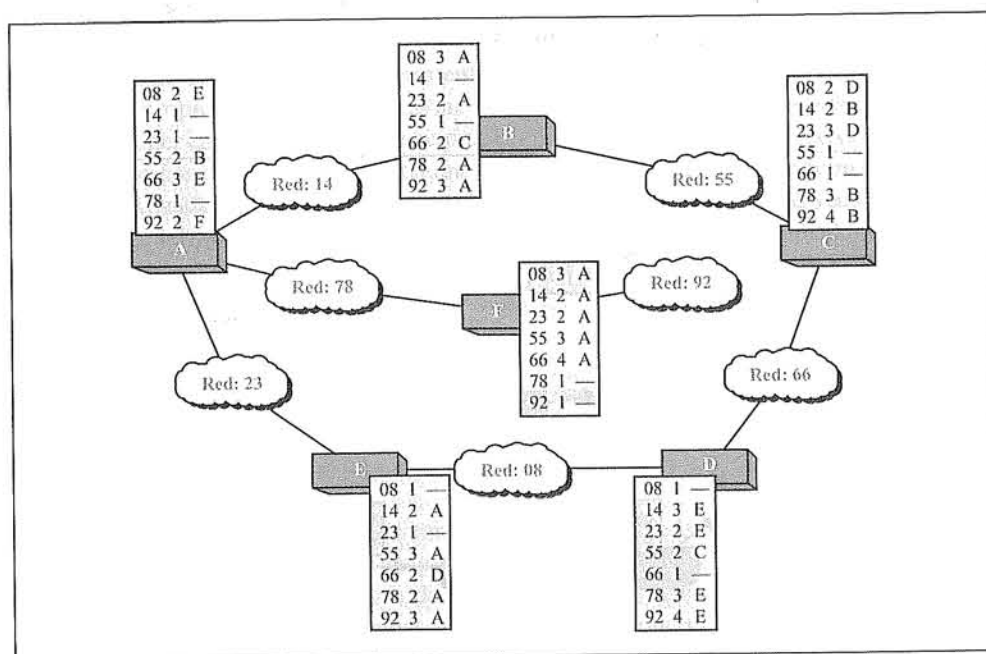 08 3 A
14 1 —
23 2 A
55 1 —
66 2 C
78 2 A
92 3 A
B
08 2 E
14 1 —
23 1 —
55 2 B
66 3 E
78 1 —
92 2 F
A
08 2 D
14 2 B
23 3 D
55 1 —
66 1 —
78 3 B
92 4 B
C
Red: 14
Red: 55
Red: 78
F
08 3 A
14 2 A
23 2 A
55 3 A
66 4 A
78 1 —
92 1 —
Red: 92
Red: 23
Red: 66
E
Red: 08
D
08 1 —
14 2 A
23 1 —
55 3 A
66 2 D
78 2 A
92 3 A
08 1 —
14 3 E
23 2 E
55 2 C
66 1 —
78 3 E
92 4 E